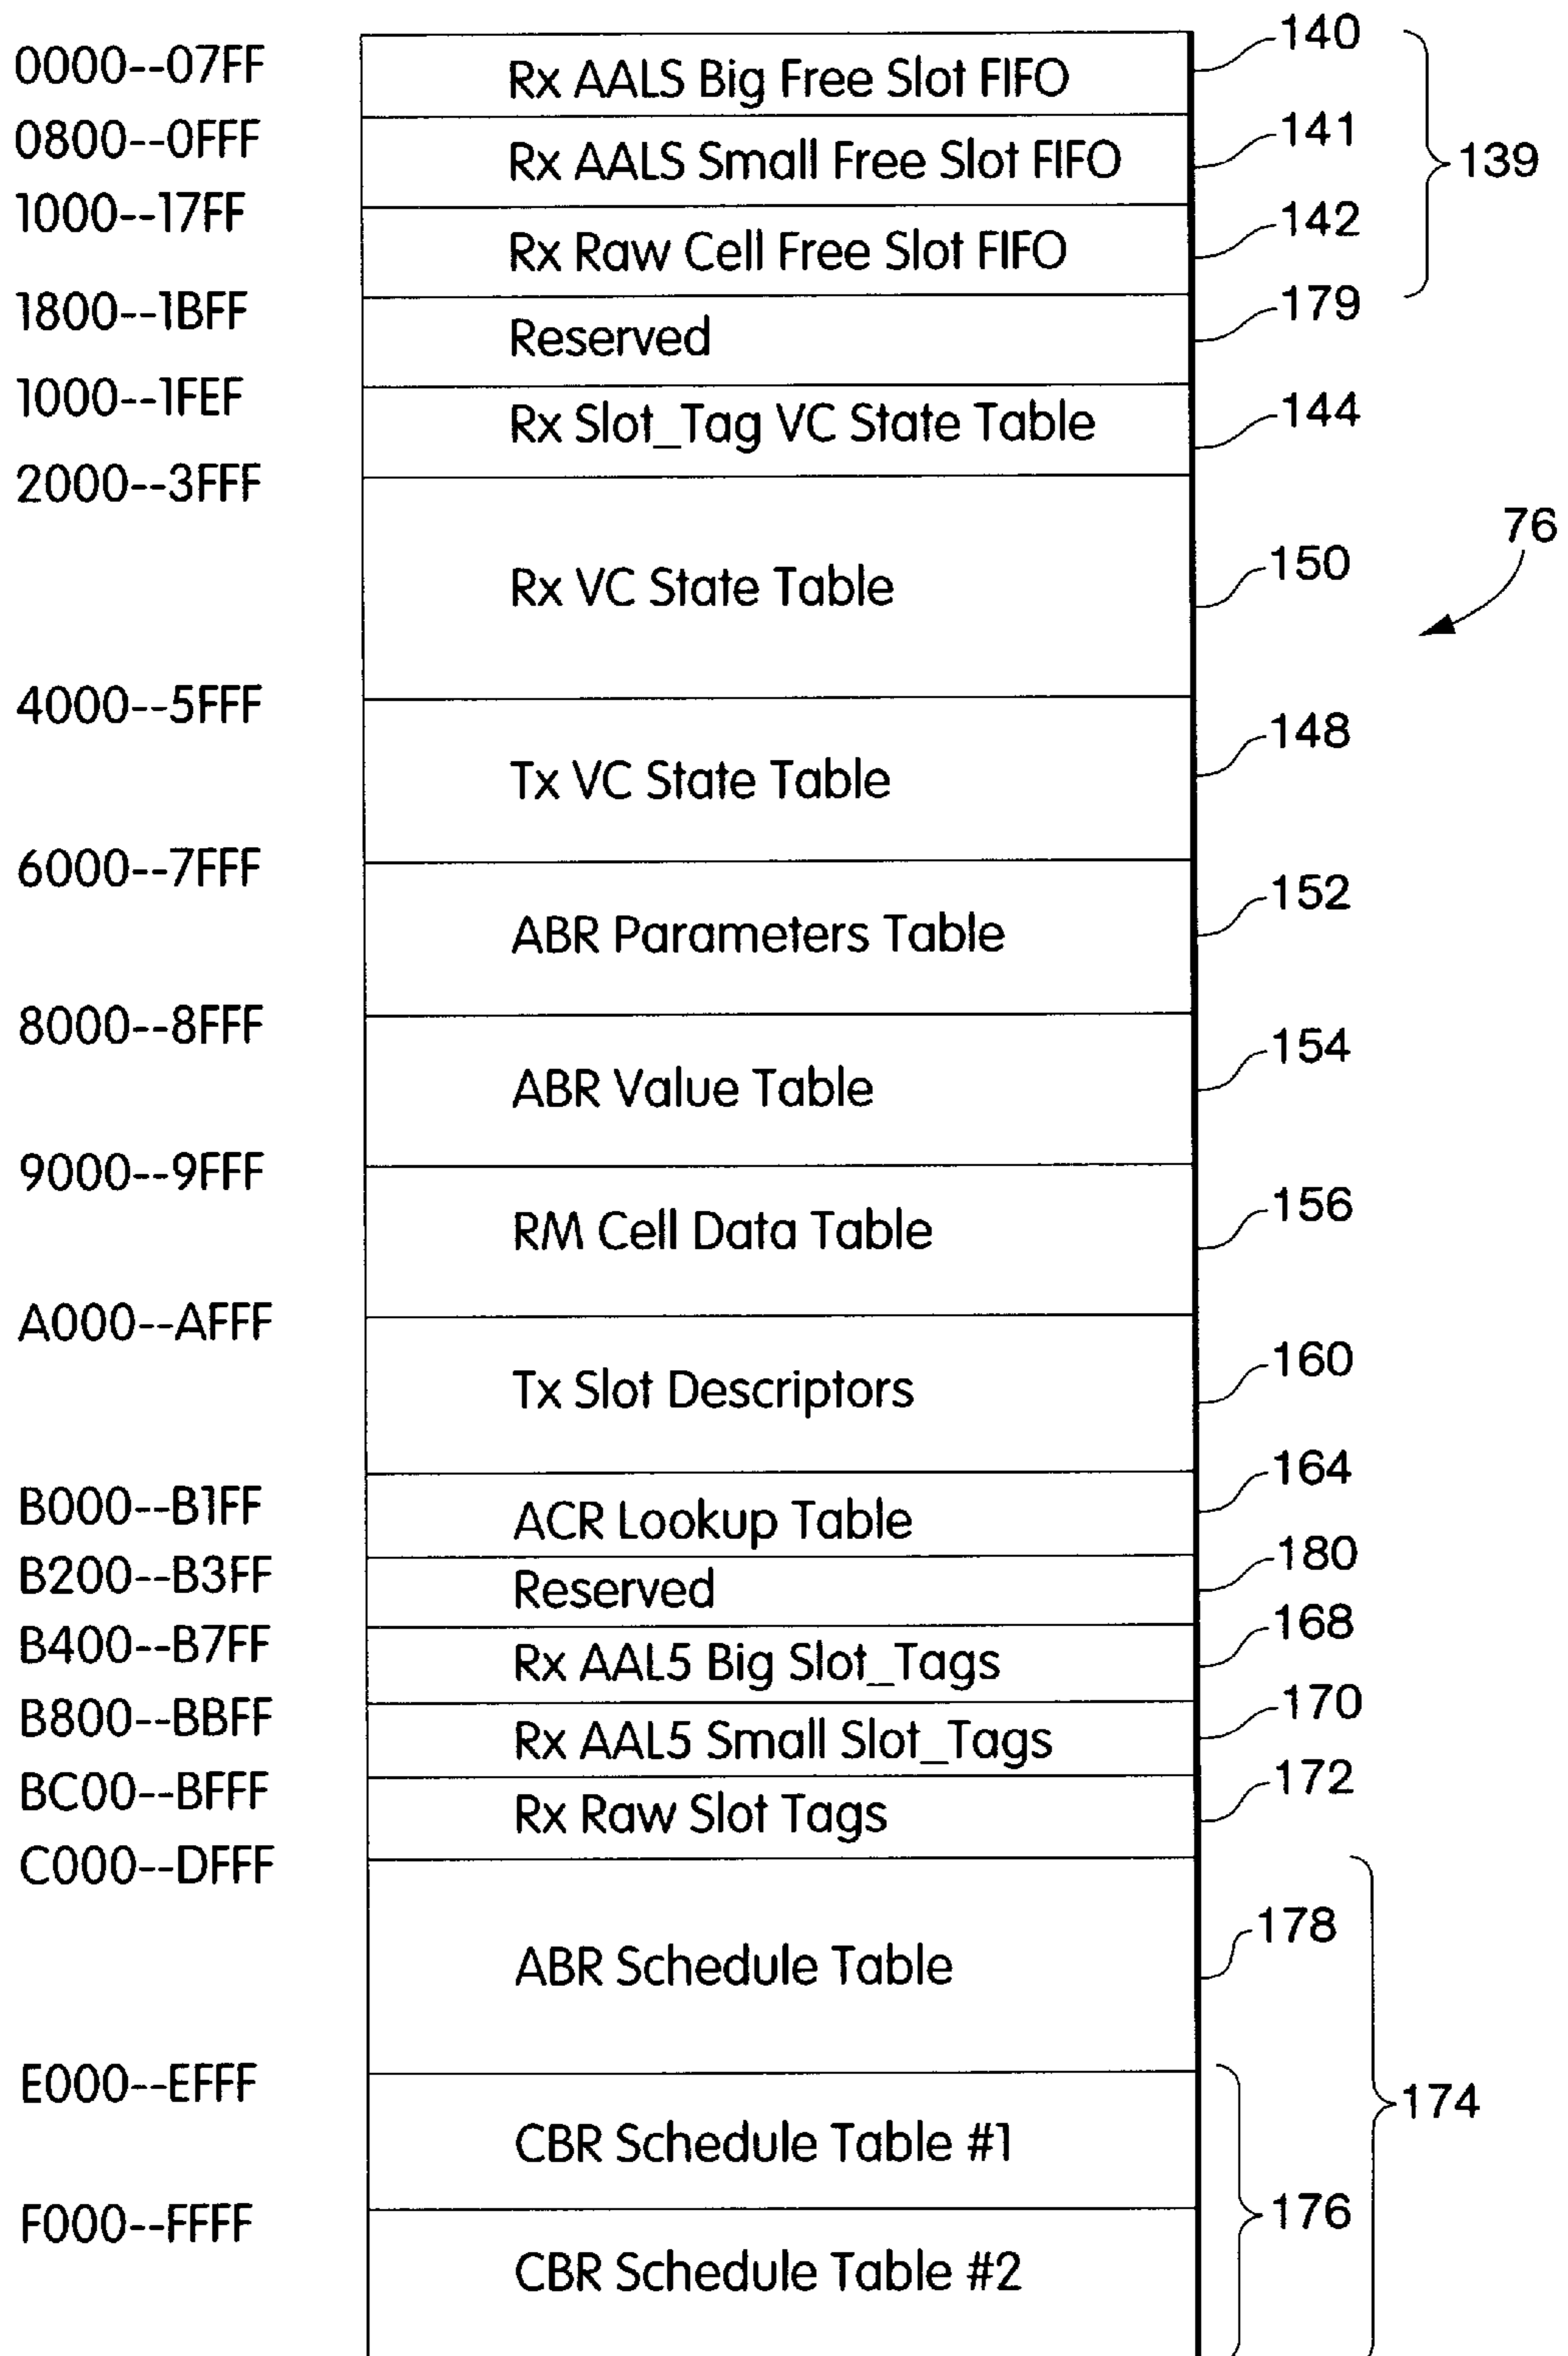 0000--07FF Rx AALS Big Free Slot FIFO 140
0800--0FFF Rx AALS Small Free Slot FIFO 141
139
1000--17FF Rx Raw Cell Free Slot FIFO 142
1800--1BFF Reserved 179
1000--1FEF Rx Slot_Tag VC State Table 144
2000--3FFF Rx VC State Table 150
76
4000--5FFF Tx VC State Table 148
6000--7FFF ABR Parameters Table 152
8000--8FFF ABR Value Table 154
9000--9FFF RM Cell Data Table 156
A000--AFFF Tx Slot Descriptors 160
B000--B1FF ACR Lookup Table 164
B200--B3FF Reserved 180
B400--B7FF Rx AAL5 Big Slot_Tags 168
B800--BBFF Rx AAL5 Small Slot_Tags 170
BC00--BFFF Rx Raw Slot Tags 172
C000--DFFF ABR Schedule Table 178
174
E000--EFFF CBR Schedule Table #1
176
F000--FFFF CBR Schedule Table #2